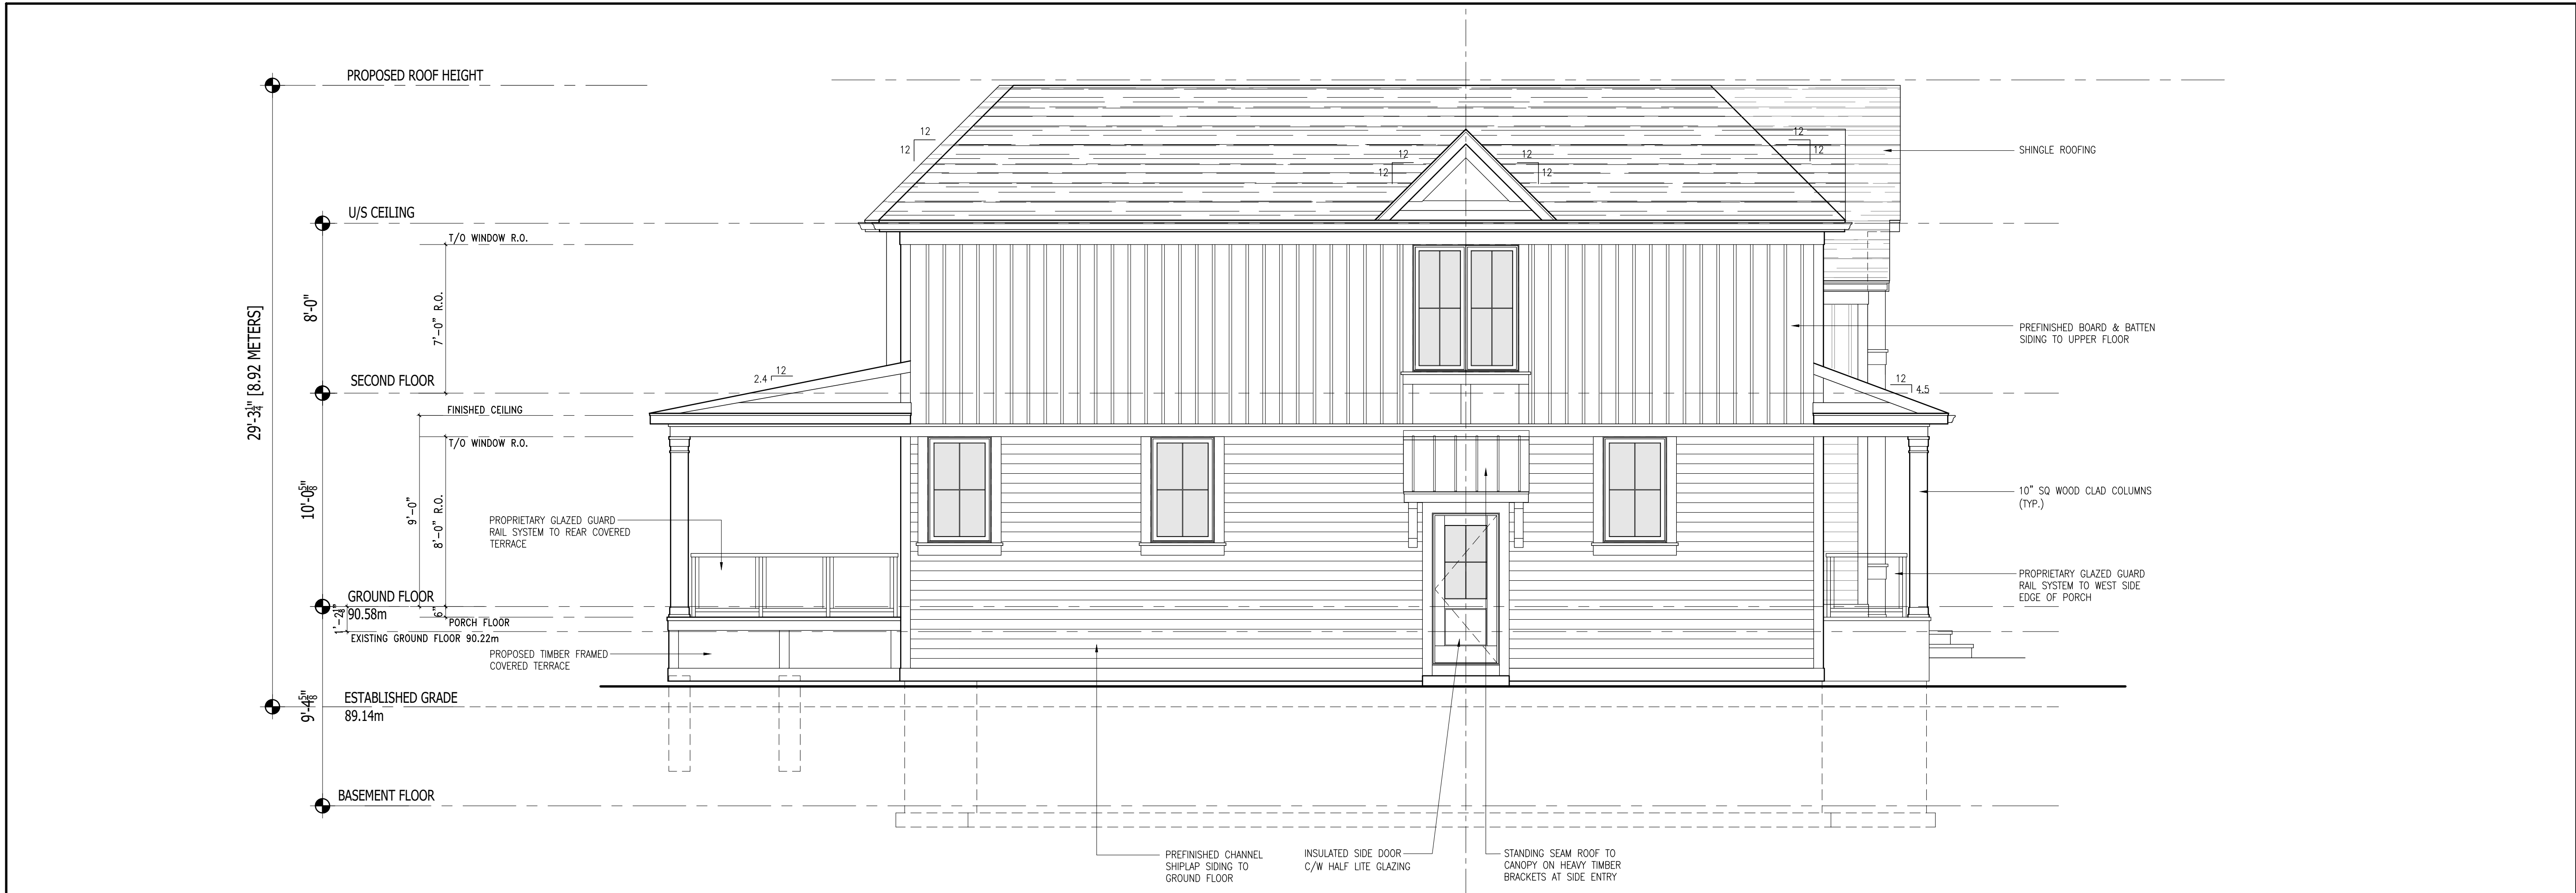 PROPOSED ROOF HEIGHT
12
12
12
12
12
12
12
12
SHINGLE ROOFING
U/S CEILING
T/O WINDOW R.O.
29'-3¼" [8.92 METERS]
8'-0"
7'-0" R.O.
PREFINISHED BOARD & BATTEN
SIDING TO UPPER FLOOR
SECOND FLOOR
12
2.4
12
4.5
FINISHED CEILING
T/O WINDOW R.O.
10'-0⅝"
9'-0"
8'-0" R.O.
10" SQ WOOD CLAD COLUMNS
(TYP.)
PROPRIETARY GLAZED GUARD
RAIL SYSTEM TO REAR COVERED
TERRACE
PROPRIETARY GLAZED GUARD
RAIL SYSTEM TO WEST SIDE
EDGE OF PORCH
GROUND FLOOR
90.58m
1'-2⅛"
6"
PORCH FLOOR
EXISTING GROUND FLOOR 90.22m
PROPOSED TIMBER FRAMED
COVERED TERRACE
ESTABLISHED GRADE
89.14m
9'-4⅝"
BASEMENT FLOOR
PREFINISHED CHANNEL
SHIPLAP SIDING TO
GROUND FLOOR
INSULATED SIDE DOOR
C/W HALF LITE GLAZING
STANDING SEAM ROOF TO
CANOPY ON HEAVY TIMBER
BRACKETS AT SIDE ENTRY